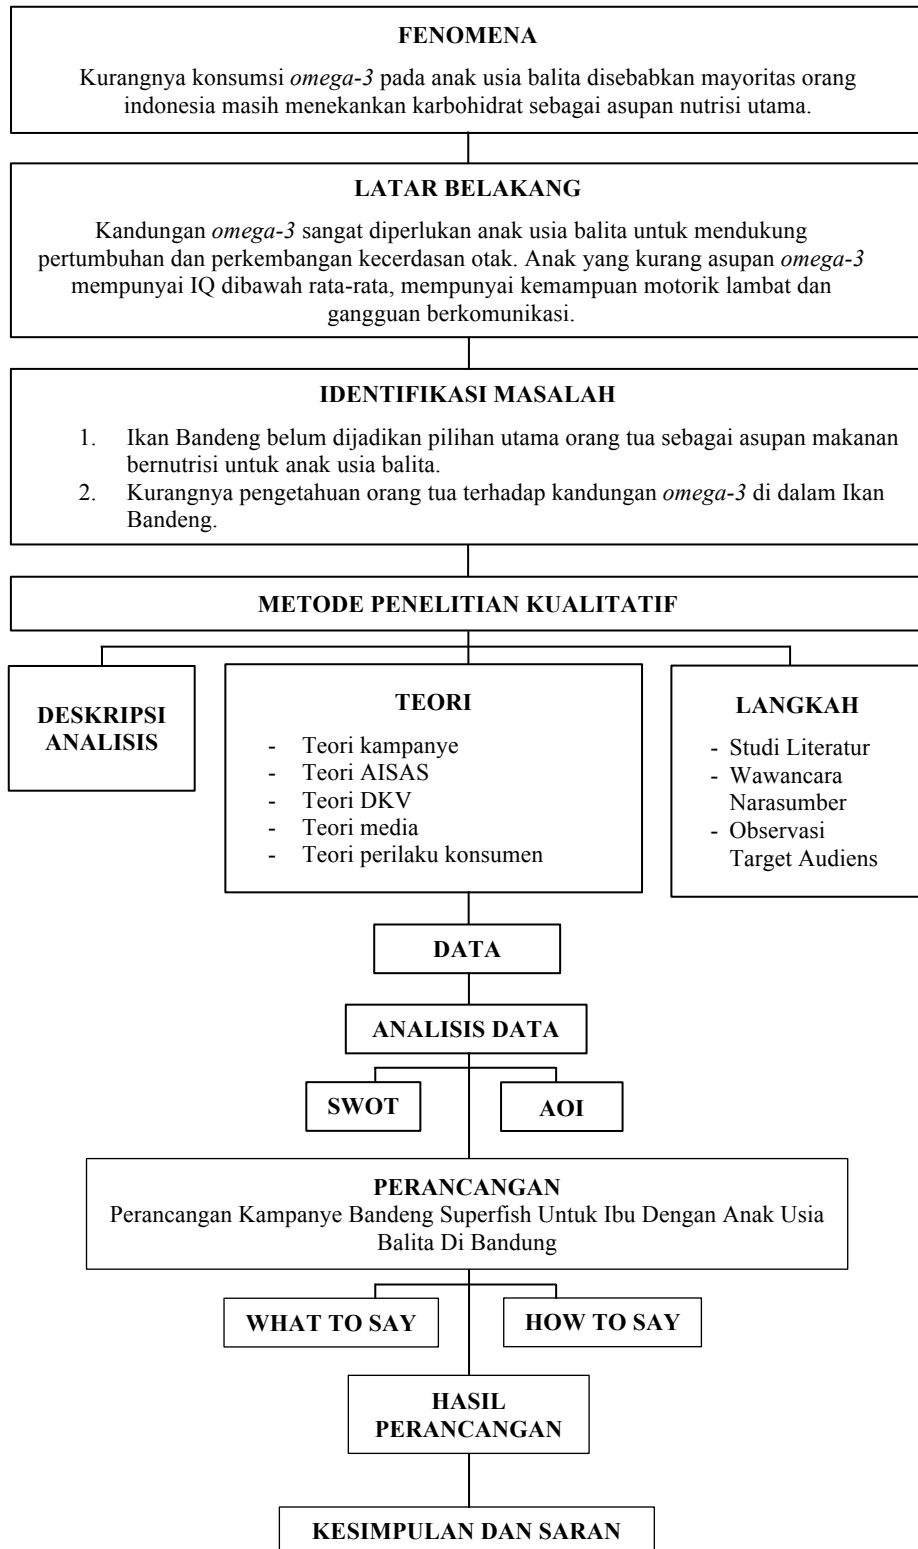 FENOMENA
Kurangnya konsumsi omega-3 pada anak usia balita disebabkan mayoritas orang
indonesia masih menekankan karbohidrat sebagai asupan nutrisi utama.
LATAR BELAKANG
Kandungan omega-3 sangat diperlukan anak usia balita untuk mendukung
pertumbuhan dan perkembangan kecerdasan otak. Anak yang kurang asupan omega-3
mempunyai IQ dibawah rata-rata, mempunyai kemampuan motorik lambat dan
gangguan berkomunikasi.
IDENTIFIKASI MASALAH
1. Ikan Bandeng belum dijadikan pilihan utama orang tua sebagai asupan makanan
bernutrisi untuk anak usia balita.
2. Kurangnya pengetahuan orang tua terhadap kandungan omega-3 di dalam Ikan
Bandeng.
METODE PENELITIAN KUALITATIF
DESKRIPSI
ANALISIS
TEORI
- Teori kampanye
- Teori AISAS
- Teori DKV
- Teori media
- Teori perilaku konsumen
LANGKAH
- Studi Literatur
- Wawancara
Narasumber
- Observasi
Target Audiens
DATA
ANALISIS DATA
SWOT
AOI
PERANCANGAN
Perancangan Kampanye Bandeng Superfish Untuk Ibu Dengan Anak Usia
Balita Di Bandung
WHAT TO SAY
HOW TO SAY
HASIL
PERANCANGAN
KESIMPULAN DAN SARAN